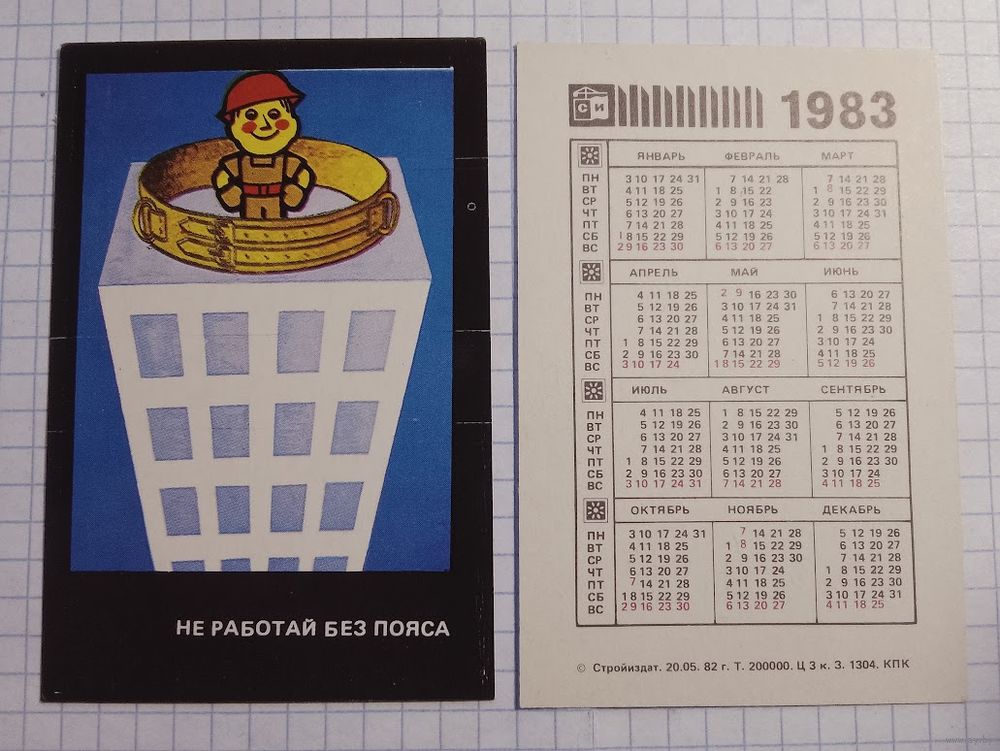 НЕ РАБОТАЙ БЕЗ ПОЯСА
СИ 1983
ЯНВАРЬ ФЕВРАЛЬ МАРТ
ПН 3 10 17 24 31 7 14 21 28 7 14 21 28
ВТ 4 11 18 25 1 8 15 22 1 8 15 22 29
СР 5 12 19 26 2 9 16 23 2 9 16 23 30
ЧТ 6 13 20 27 3 10 17 24 3 10 17 24 31
ПТ 7 14 21 28 4 11 18 25 4 11 18 25
СБ 1 8 15 22 29 5 12 19 26 5 12 19 26
ВС 2 9 16 23 30 6 13 20 27 6 13 20 27
АПРЕЛЬ МАЙ ИЮНЬ
ПН 4 11 18 25 2 9 16 23 30 6 13 20 27
ВТ 5 12 19 26 3 10 17 24 31 7 14 21 28
СР 6 13 20 27 4 11 18 25 1 8 15 22 29
ЧТ 7 14 21 28 5 12 19 26 2 9 16 23 30
ПТ 1 8 15 22 29 6 13 20 27 3 10 17 24
СБ 2 9 16 23 30 7 14 21 28 4 11 18 25
ВС 3 10 17 24 1 8 15 22 29 5 12 19 26
ИЮЛЬ АВГУСТ СЕНТЯБРЬ
ПН 4 11 18 25 1 8 15 22 29 5 12 19 26
ВТ 5 12 19 26 2 9 16 23 30 6 13 20 27
СР 6 13 20 27 3 10 17 24 31 7 14 21 28
ЧТ 7 14 21 28 4 11 18 25 1 8 15 22 29
ПТ 1 8 15 22 29 5 12 19 26 2 9 16 23 30
СБ 2 9 16 23 30 6 13 20 27 3 10 17 24
ВС 3 10 17 24 31 7 14 21 28 4 11 18 25
ОКТЯБРЬ НОЯБРЬ ДЕКАБРЬ
ПН 3 10 17 24 31 7 14 21 28 5 12 19 26
ВТ 4 11 18 25 1 8 15 22 29 6 13 20 27
СР 5 12 19 26 2 9 16 23 30 7 14 21 28
ЧТ 6 13 20 27 3 10 17 24 1 8 15 22 29
ПТ 7 14 21 28 4 11 18 25 2 9 16 23 30
СБ 1 8 15 22 29 5 12 19 26 3 10 17 24 31
ВС 2 9 16 23 30 6 13 20 27 4 11 18 25
© Стройиздат. 20.05. 82 г. Т. 200000. Ц 3 к. З. 1304. КПК